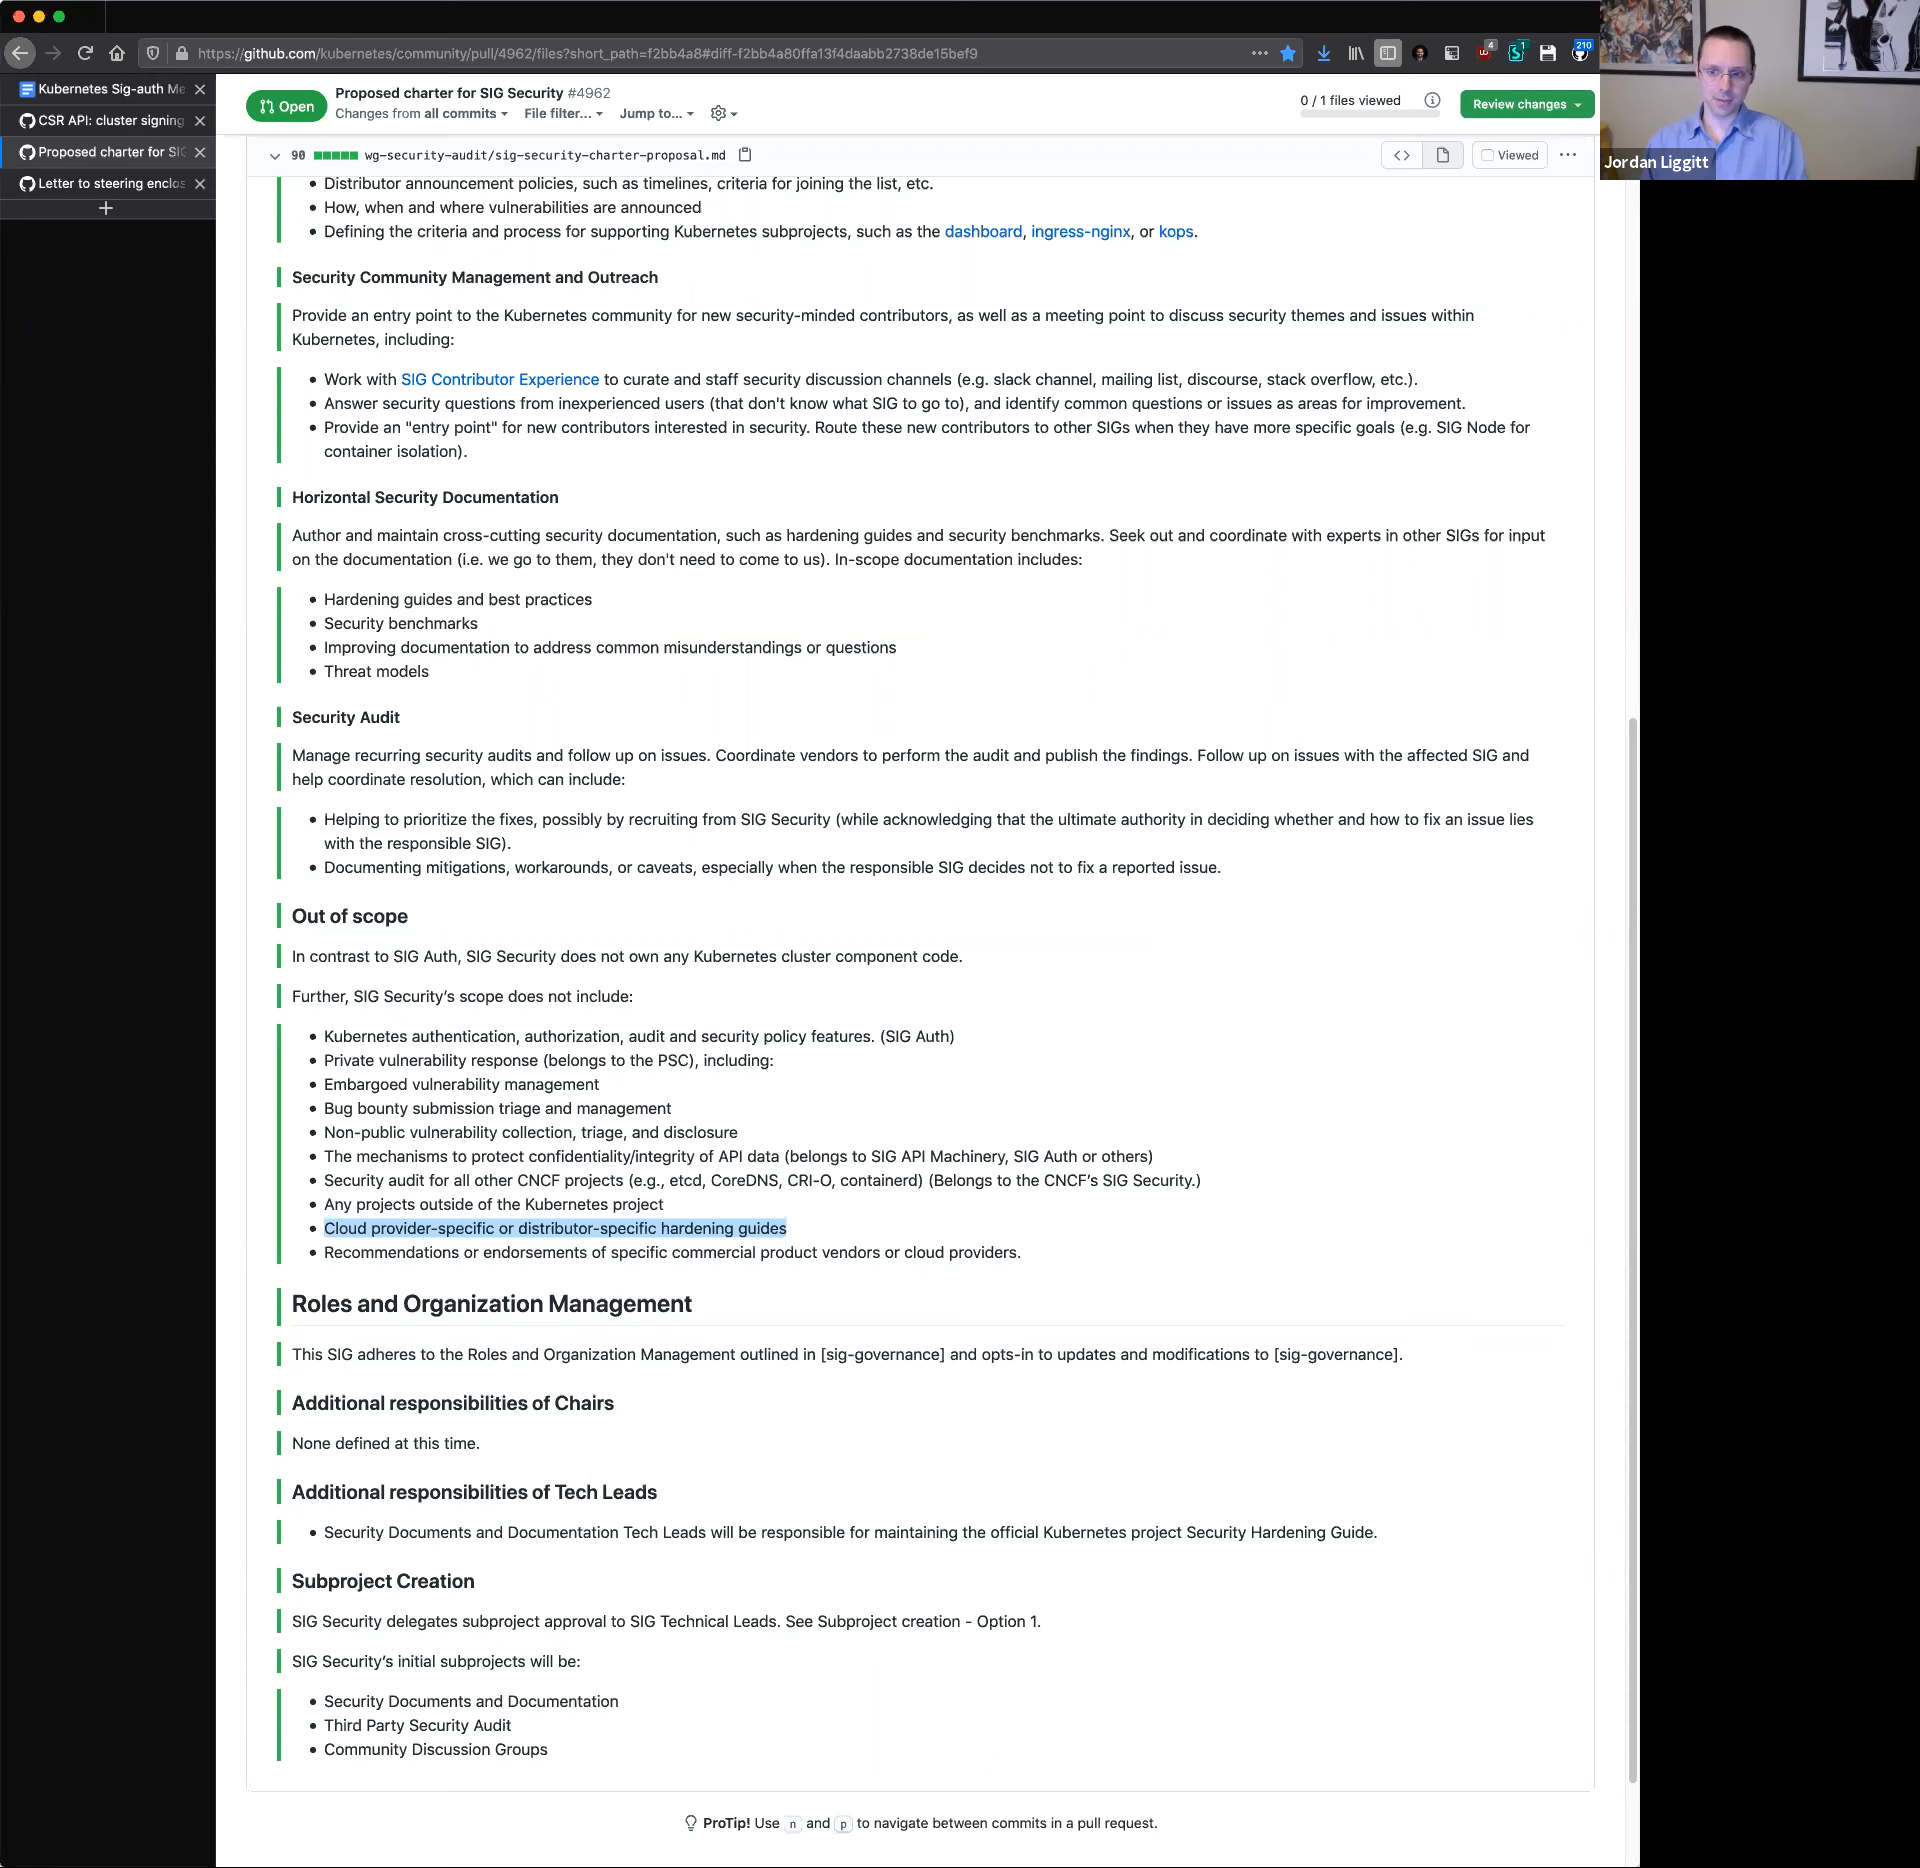 https://github.com/kubernetes/community/pull/4962/files?short_path=f2bb4a8#diff-f2bb4a80ffa13f4daabb2738de15bef9
4
1
210
Kubernetes Sig-auth Me
CSR API: cluster signing
Proposed charter for SIG
Letter to steering enclos
Jordan Liggitt
Open
Proposed charter for SIG Security #4962
Changes from all commits File filter... Jump to...
0 / 1 files viewed
Review changes
90 wg-security-audit/sig-security-charter-proposal.md
Viewed
• Distributor announcement policies, such as timelines, criteria for joining the list, etc.
• How, when and where vulnerabilities are announced
• Defining the criteria and process for supporting Kubernetes subprojects, such as the dashboard, ingress-nginx, or kops.
Security Community Management and Outreach
Provide an entry point to the Kubernetes community for new security-minded contributors, as well as a meeting point to discuss security themes and issues within
Kubernetes, including:
• Work with SIG Contributor Experience to curate and staff security discussion channels (e.g. slack channel, mailing list, discourse, stack overflow, etc.).
• Answer security questions from inexperienced users (that don't know what SIG to go to), and identify common questions or issues as areas for improvement.
• Provide an "entry point" for new contributors interested in security. Route these new contributors to other SIGs when they have more specific goals (e.g. SIG Node for
container isolation).
Horizontal Security Documentation
Author and maintain cross-cutting security documentation, such as hardening guides and security benchmarks. Seek out and coordinate with experts in other SIGs for input
on the documentation (i.e. we go to them, they don't need to come to us). In-scope documentation includes:
• Hardening guides and best practices
• Security benchmarks
• Improving documentation to address common misunderstandings or questions
• Threat models
Security Audit
Manage recurring security audits and follow up on issues. Coordinate vendors to perform the audit and publish the findings. Follow up on issues with the affected SIG and
help coordinate resolution, which can include:
• Helping to prioritize the fixes, possibly by recruiting from SIG Security (while acknowledging that the ultimate authority in deciding whether and how to fix an issue lies
with the responsible SIG).
• Documenting mitigations, workarounds, or caveats, especially when the responsible SIG decides not to fix a reported issue.
Out of scope
In contrast to SIG Auth, SIG Security does not own any Kubernetes cluster component code.
Further, SIG Security’s scope does not include:
• Kubernetes authentication, authorization, audit and security policy features. (SIG Auth)
• Private vulnerability response (belongs to the PSC), including:
• Embargoed vulnerability management
• Bug bounty submission triage and management
• Non-public vulnerability collection, triage, and disclosure
• The mechanisms to protect confidentiality/integrity of API data (belongs to SIG API Machinery, SIG Auth or others)
• Security audit for all other CNCF projects (e.g., etcd, CoreDNS, CRI-O, containerd) (Belongs to the CNCF’s SIG Security.)
• Any projects outside of the Kubernetes project
• Cloud provider-specific or distributor-specific hardening guides
• Recommendations or endorsements of specific commercial product vendors or cloud providers.
Roles and Organization Management
This SIG adheres to the Roles and Organization Management outlined in [sig-governance] and opts-in to updates and modifications to [sig-governance].
Additional responsibilities of Chairs
None defined at this time.
Additional responsibilities of Tech Leads
• Security Documents and Documentation Tech Leads will be responsible for maintaining the official Kubernetes project Security Hardening Guide.
Subproject Creation
SIG Security delegates subproject approval to SIG Technical Leads. See Subproject creation - Option 1.
SIG Security’s initial subprojects will be:
• Security Documents and Documentation
• Third Party Security Audit
• Community Discussion Groups
ProTip! Use n and p to navigate between commits in a pull request.